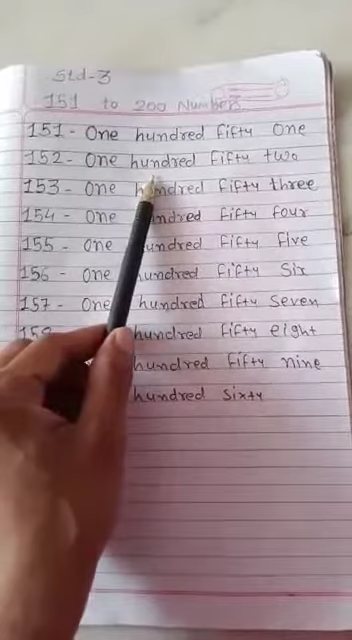 Std-3
151 to 200 Number
151- One hundred fifty One
152- One hundred fifty two
153- One hundred fifty three
154- One hundred fifty four
155- One hundred fifty five
156- One hundred fifty Six
157- One hundred fifty seven
158 hundred fifty eight
hundred fifty nine
hundred sixty